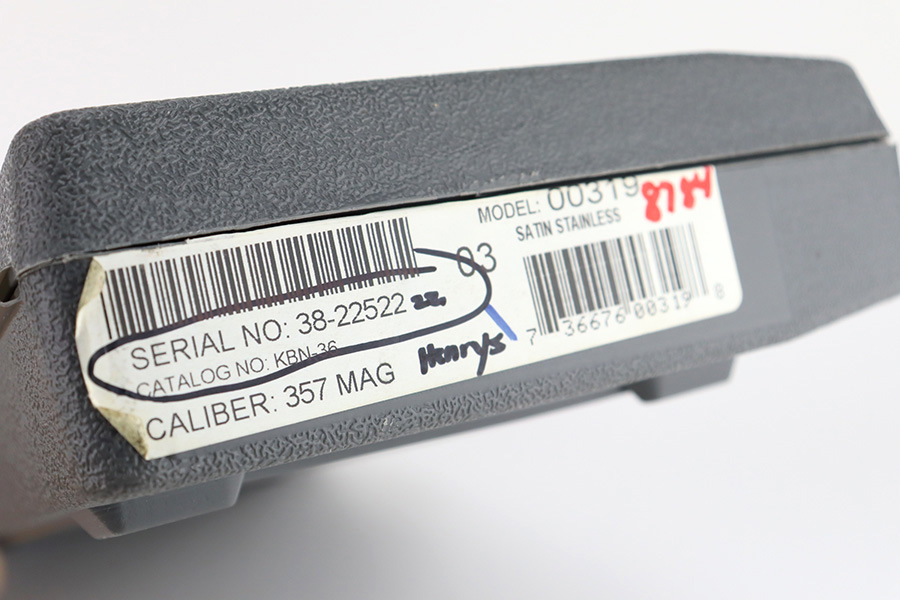 MODEL: 00319 8784
SATIN STAINLESS
03
SERIAL NO: 38-22522 22
CATALOG NO: KBN-36
CALIBER: 357 MAG
Henrys
7 36676 00319 8